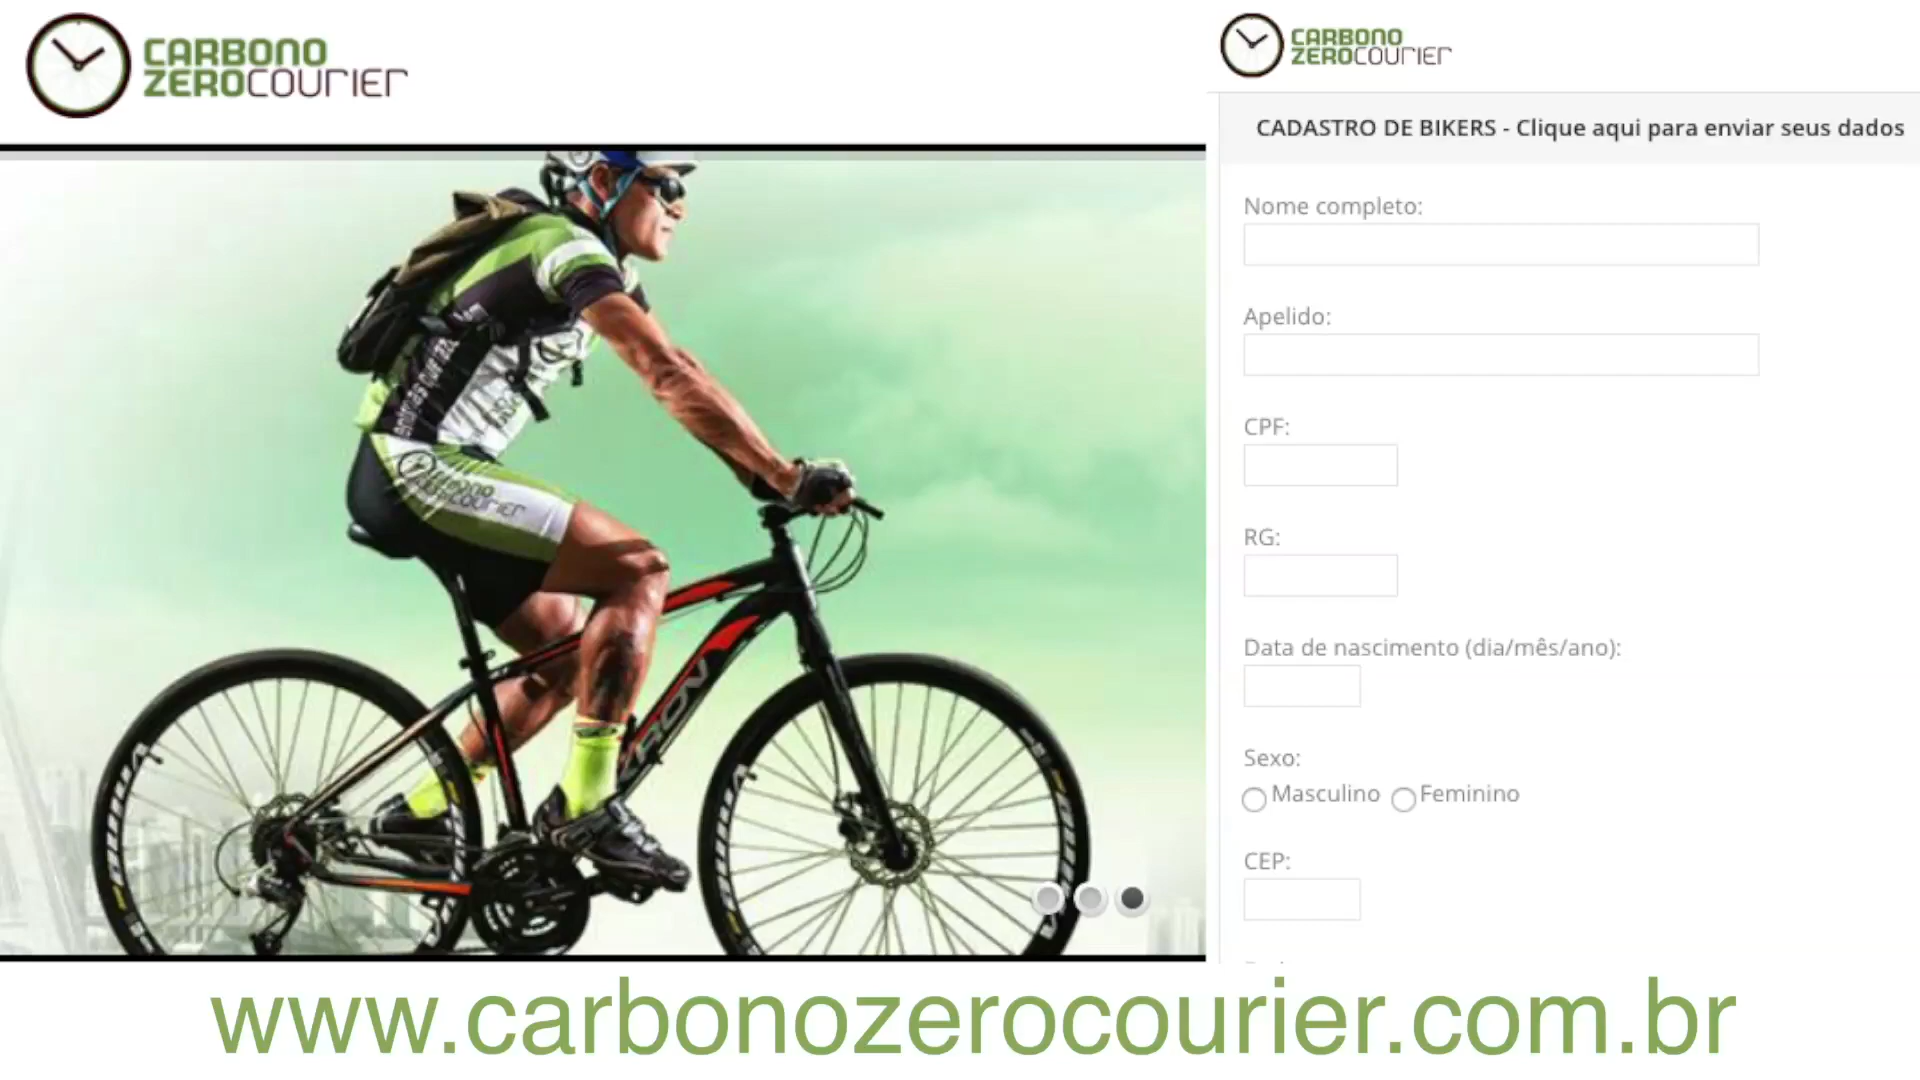 CARBONO
ZEROCOURIER
CARBONO
ZEROCOURIER
CADASTRO DE BIKERS - Clique aqui para enviar seus dados
Nome completo:
Apelido:
CPF:
RG:
Data de nascimento (dia/mês/ano):
Sexo:
Masculino Feminino
CEP:
www.carbonozerocourier.com.br